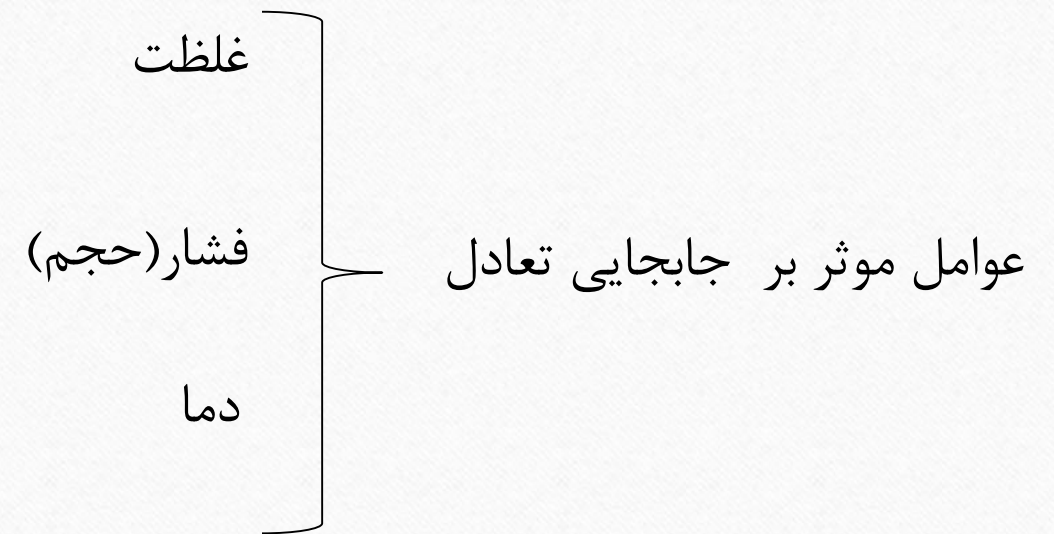 عوامل موثر بر جابجایی تعادل
غلظت
فشار(حجم)
دما